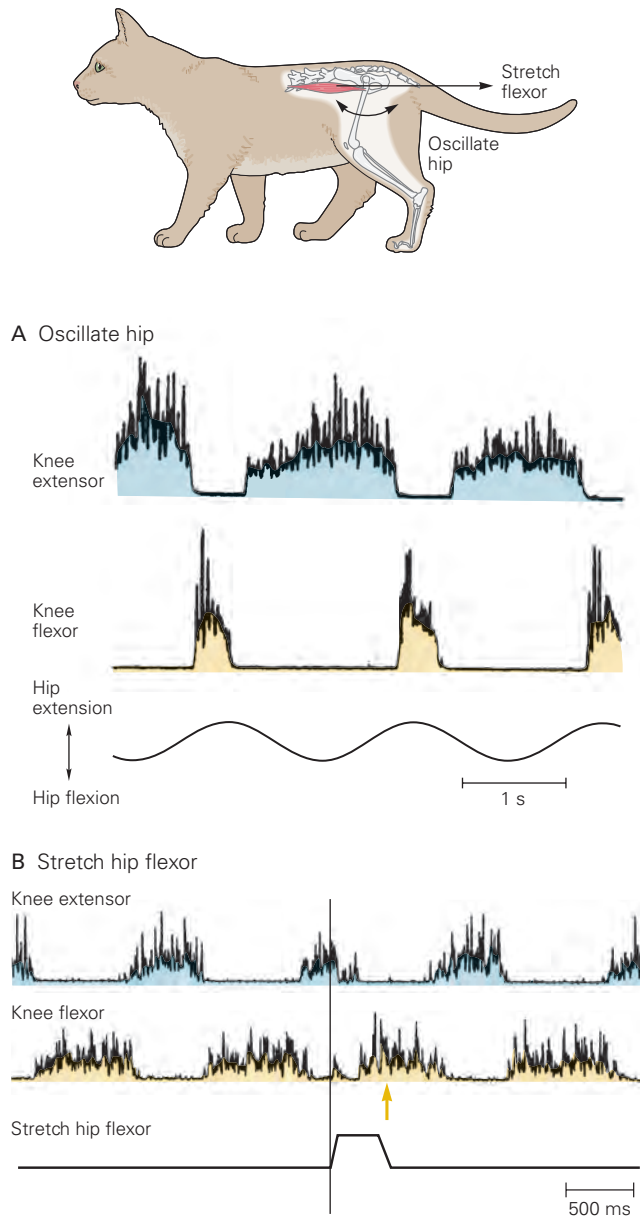 Stretch
flexor
Oscillate
hip
A Oscillate hip
Knee
extensor
Knee
flexor
Hip
extension
Hip flexion
1 s
B Stretch hip flexor
Knee extensor
Knee flexor
Stretch hip flexor
500 ms